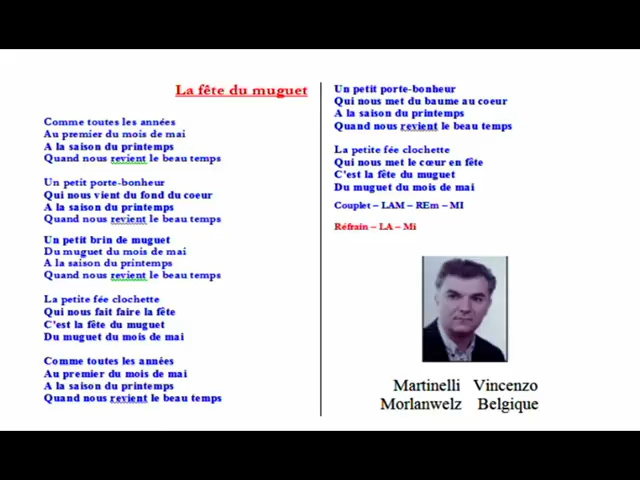 La fête du muguet
Comme toutes les années
Au premier du mois de mai
A la saison du printemps
Quand nous revient le beau temps
Un petit porte-bonheur
Qui nous vient du fond du coeur
A la saison du printemps
Quand nous revient le beau temps
Un petit brin de muguet
Du muguet du mois de mai
A la saison du printemps
Quand nous revient le beau temps
La petite fée clochette
Qui nous fait faire la fête
C'est la fête du muguet
Du muguet du mois de mai
Comme toutes les années
Au premier du mois de mai
A la saison du printemps
Quand nous revient le beau temps
Un petit porte-bonheur
Qui nous met du baume au coeur
A la saison du printemps
Quand nous revient le beau temps
La petite fée clochette
Qui nous met le cœur en fête
C'est la fête du muguet
Du muguet du mois de mai
Couplet – LAM – REm – MI
Réfrain – LA – Mi
Martinelli Vincenzo
Morlanwelz Belgique